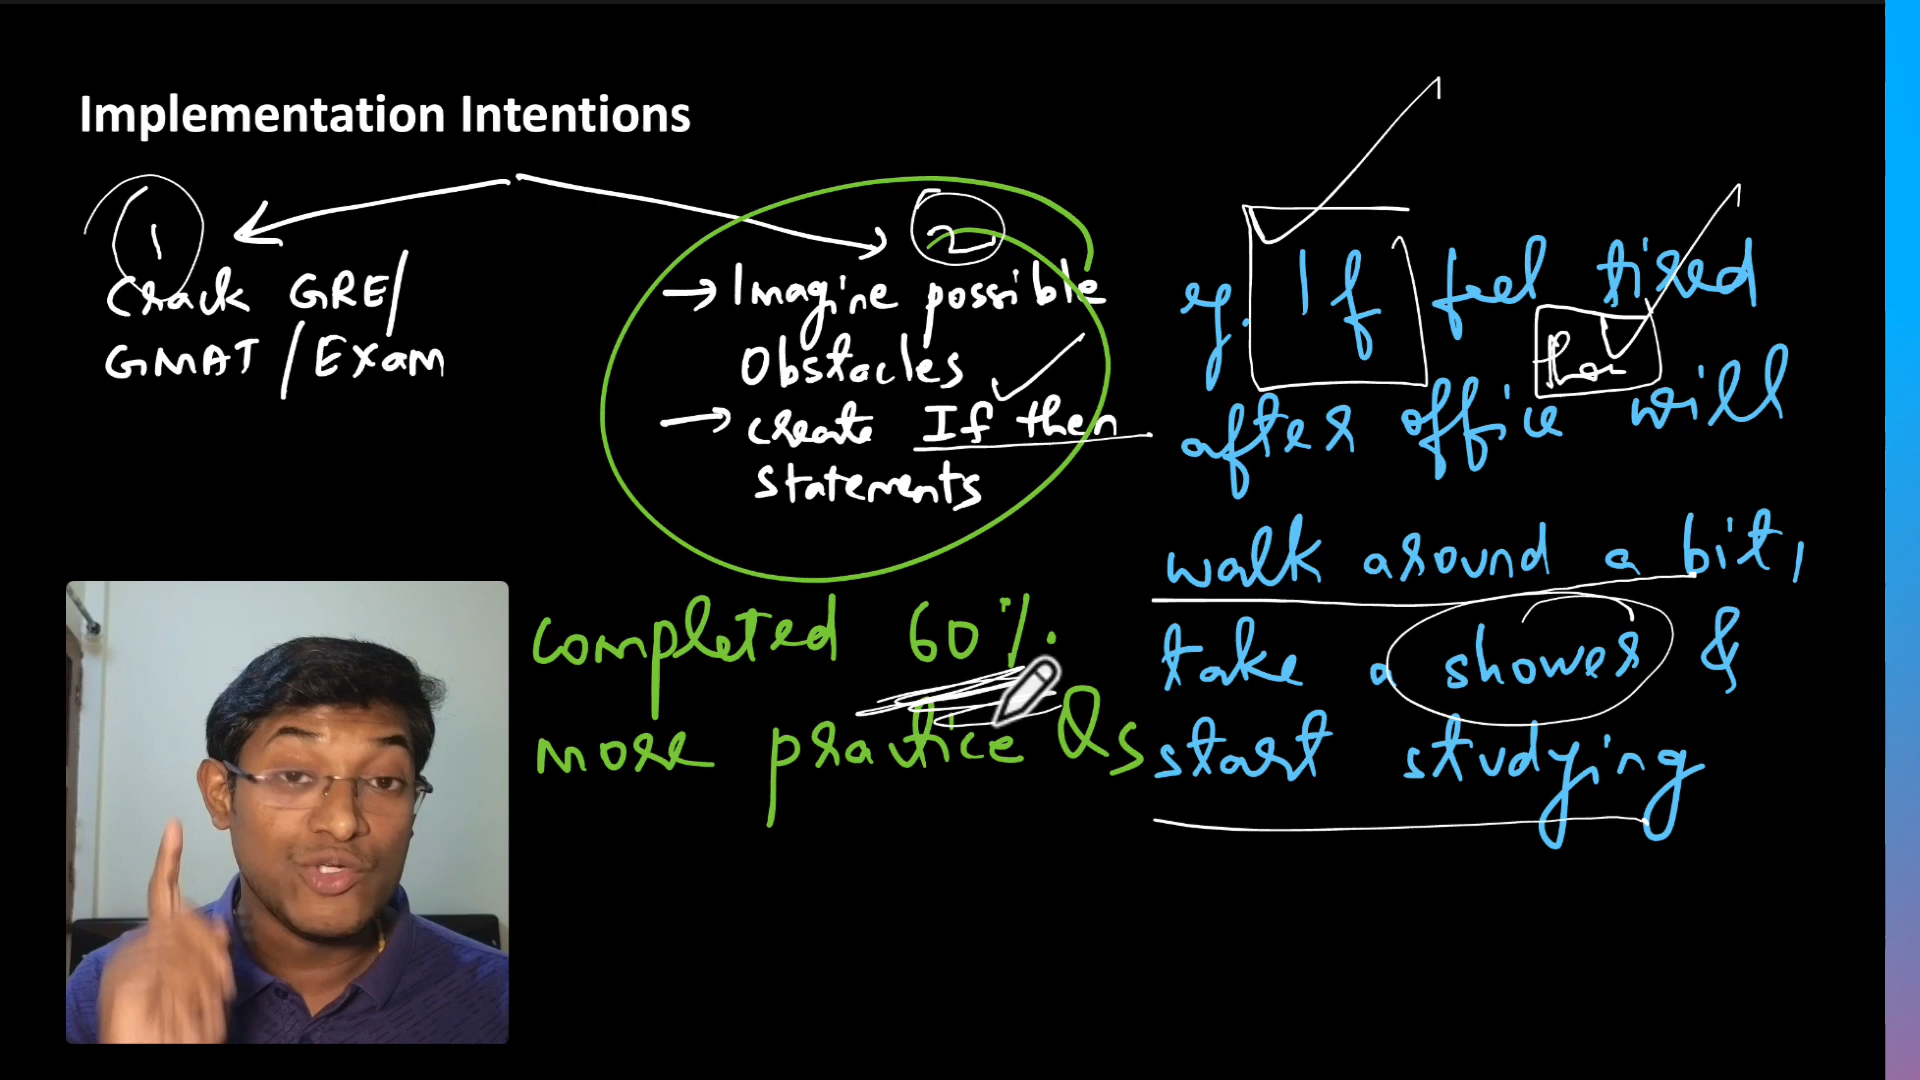 Implementation Intentions
1
Crack GRE/
GMAT / Exam
2
→ Imagine possible
Obstacles
→ create If then
statements
completed 60%
more practice Qs
eg. If feel tired
then
after office will
walk around a bit,
take a shower &
start studying